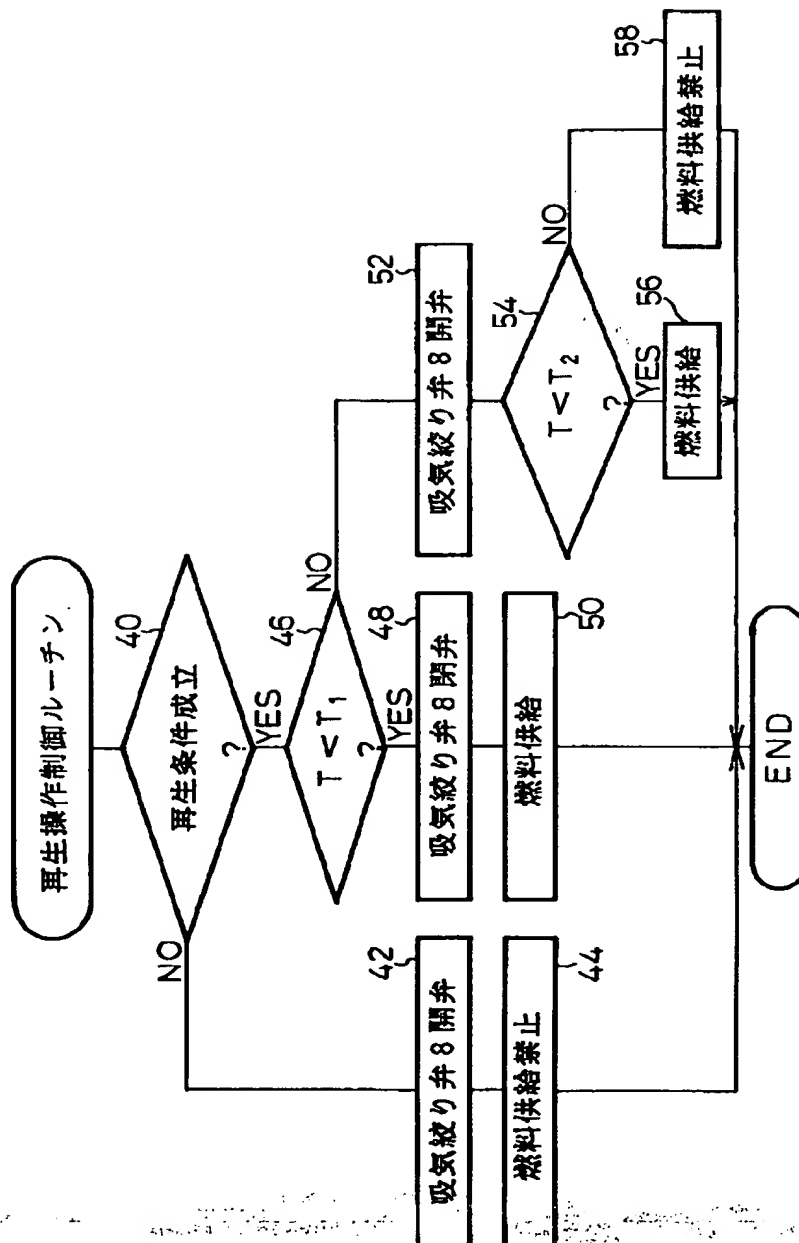 再生操作制御ルーチン
40
再生条件成立
?
NO
YES
46
T<T1
?
NO
YES
42
吸気絞り弁8開弁
44
燃料供給禁止
48
吸気絞り弁8閉弁
50
燃料供給
52
吸気絞り弁8開弁
54
T<T2
?
NO
YES
56
燃料供給
58
燃料供給禁止
END